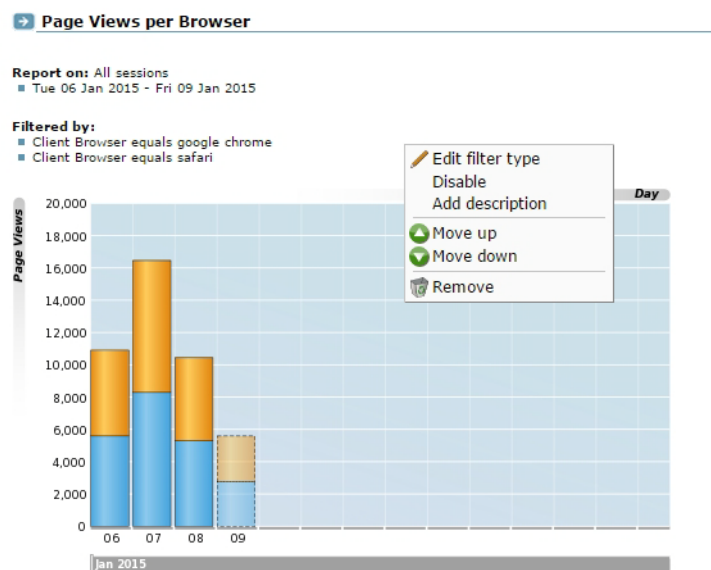 Page Views per Browser
Report on: All sessions
Tue 06 Jan 2015 - Fri 09 Jan 2015
Filtered by:
Client Browser equals google chrome
Client Browser equals safari
Edit filter type
Disable
Add description
Move up
Move down
Remove
Day
Page Views
20,000
18,000
16,000
14,000
12,000
10,000
8,000
6,000
4,000
2,000
0
06 07 08 09
Jan 2015